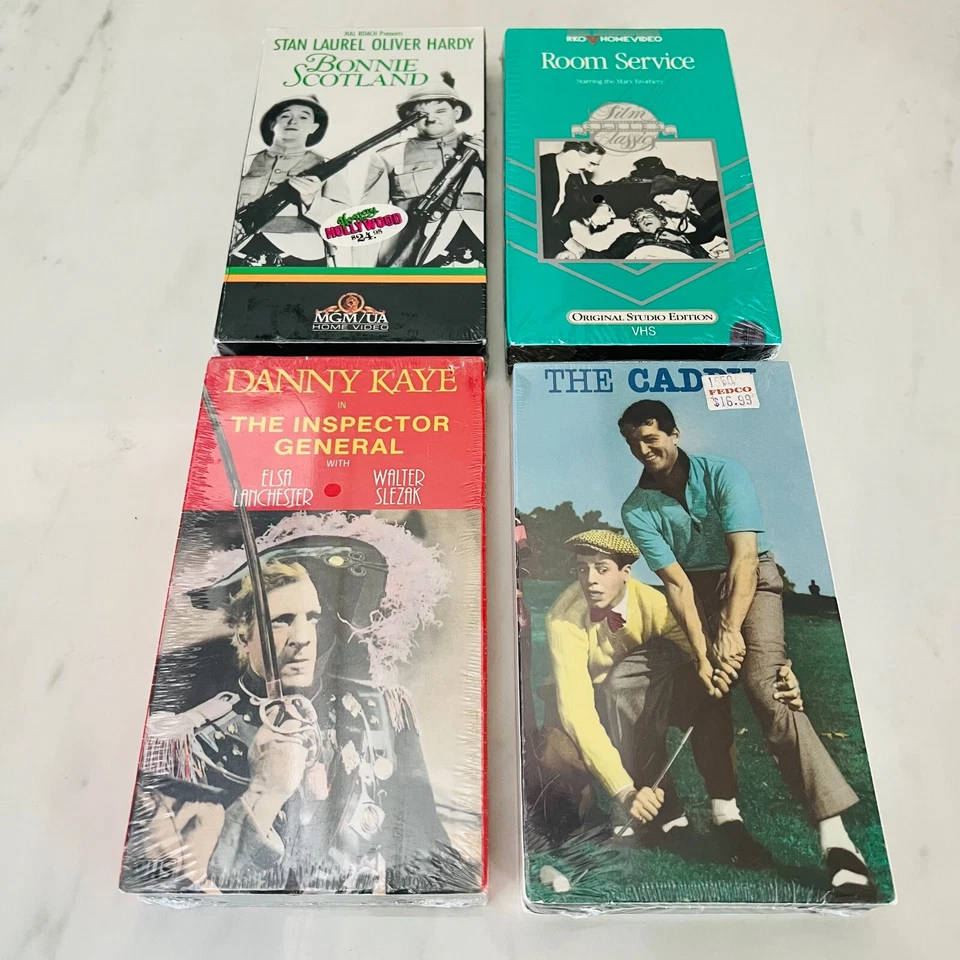 HAL ROACH Presents
STAN LAUREL OLIVER HARDY
BONNIE
SCOTLAND
HOLLYWOOD
$24.98
MGM/UA
HOME VIDEO
RKO HOME VIDEO
Room Service
Starring the Marx Brothers
Film
Classics
ORIGINAL STUDIO EDITION
VHS
DANNY KAYE
IN
THE INSPECTOR
GENERAL
WITH
ELSA
LANCHESTER
WALTER
SLEZAK
THE CADDY
FEDCO
$16.99